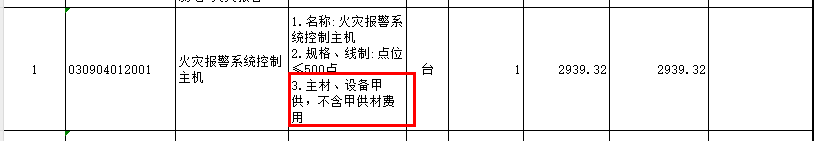 1
030904012001
火灾报警系统控制
主机
1.名称:火灾报警系
统控制主机
2.规格、线制:点位
≤500点
3.主材、设备甲
供，不含甲供材费
用
台
1
2939.32
2939.32